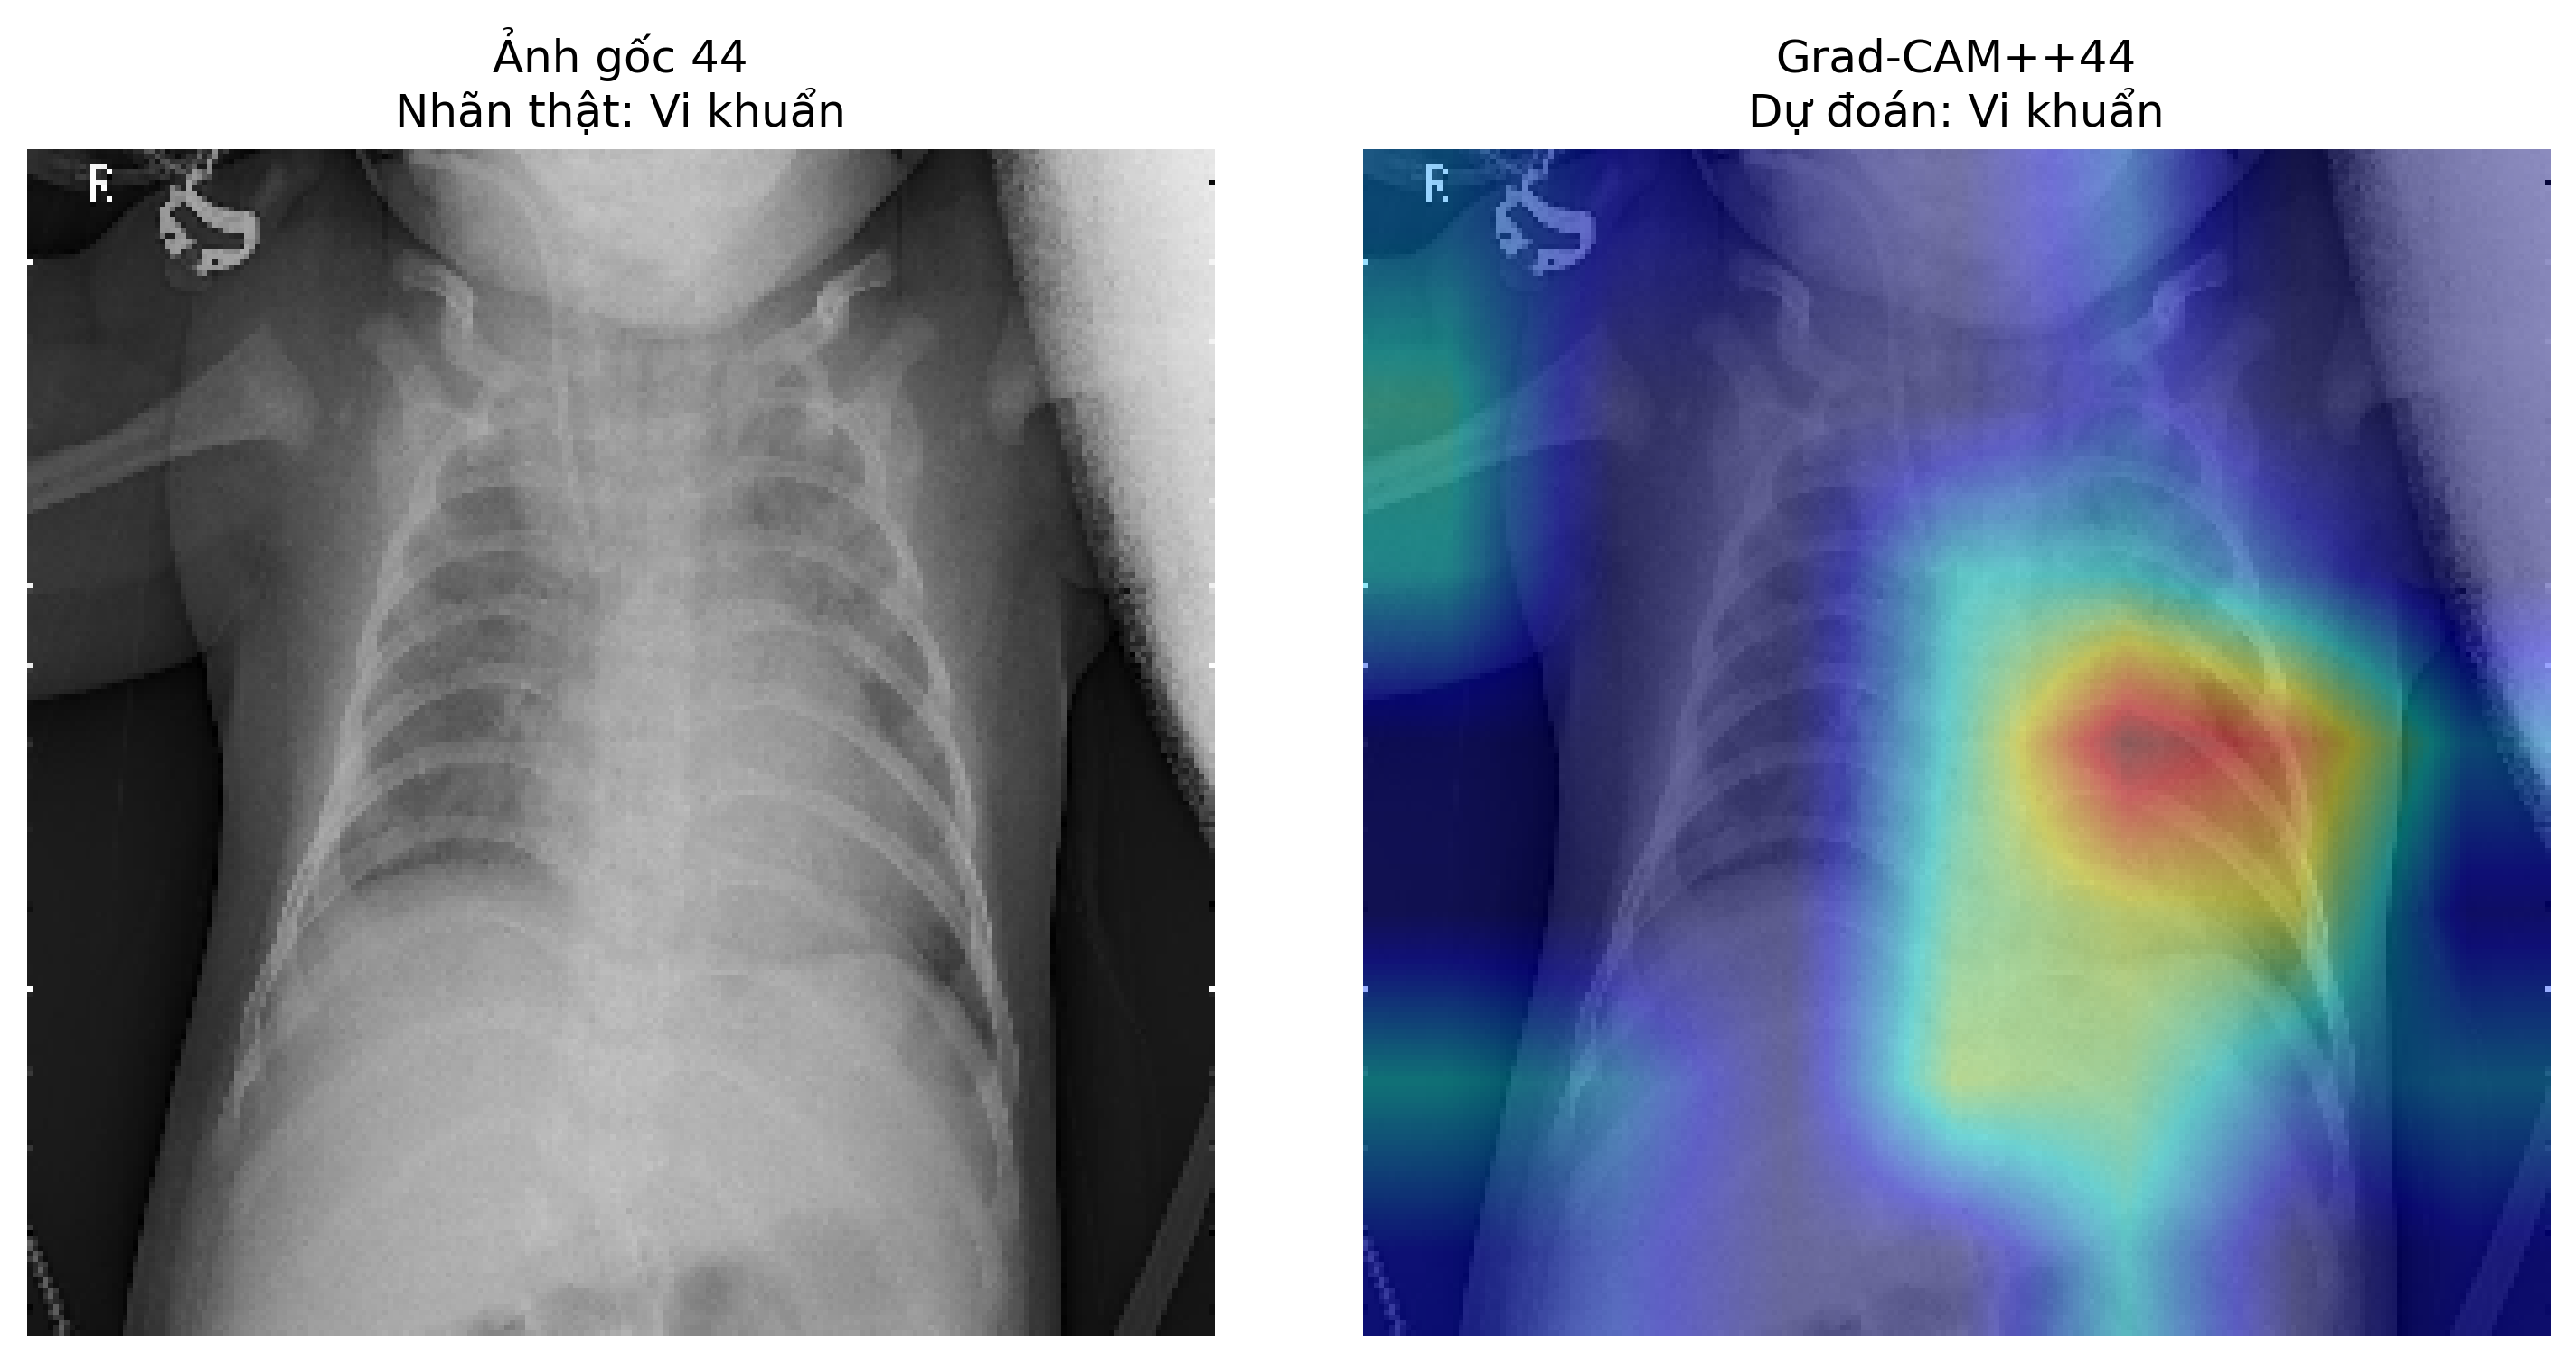 Ảnh gốc 44
Nhãn thật: Vi khuẩn
Grad-CAM++44
Dự đoán: Vi khuẩn
R
R